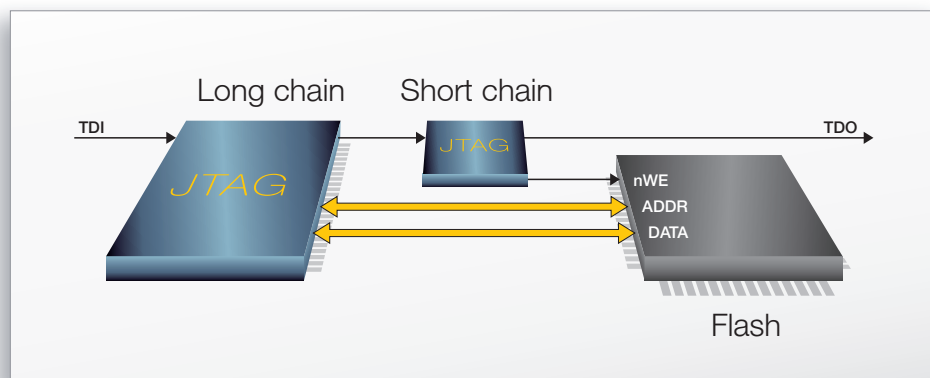 Long chain
Short chain
TDI
TDO
JTAG
JTAG
nWE
ADDR
DATA
Flash